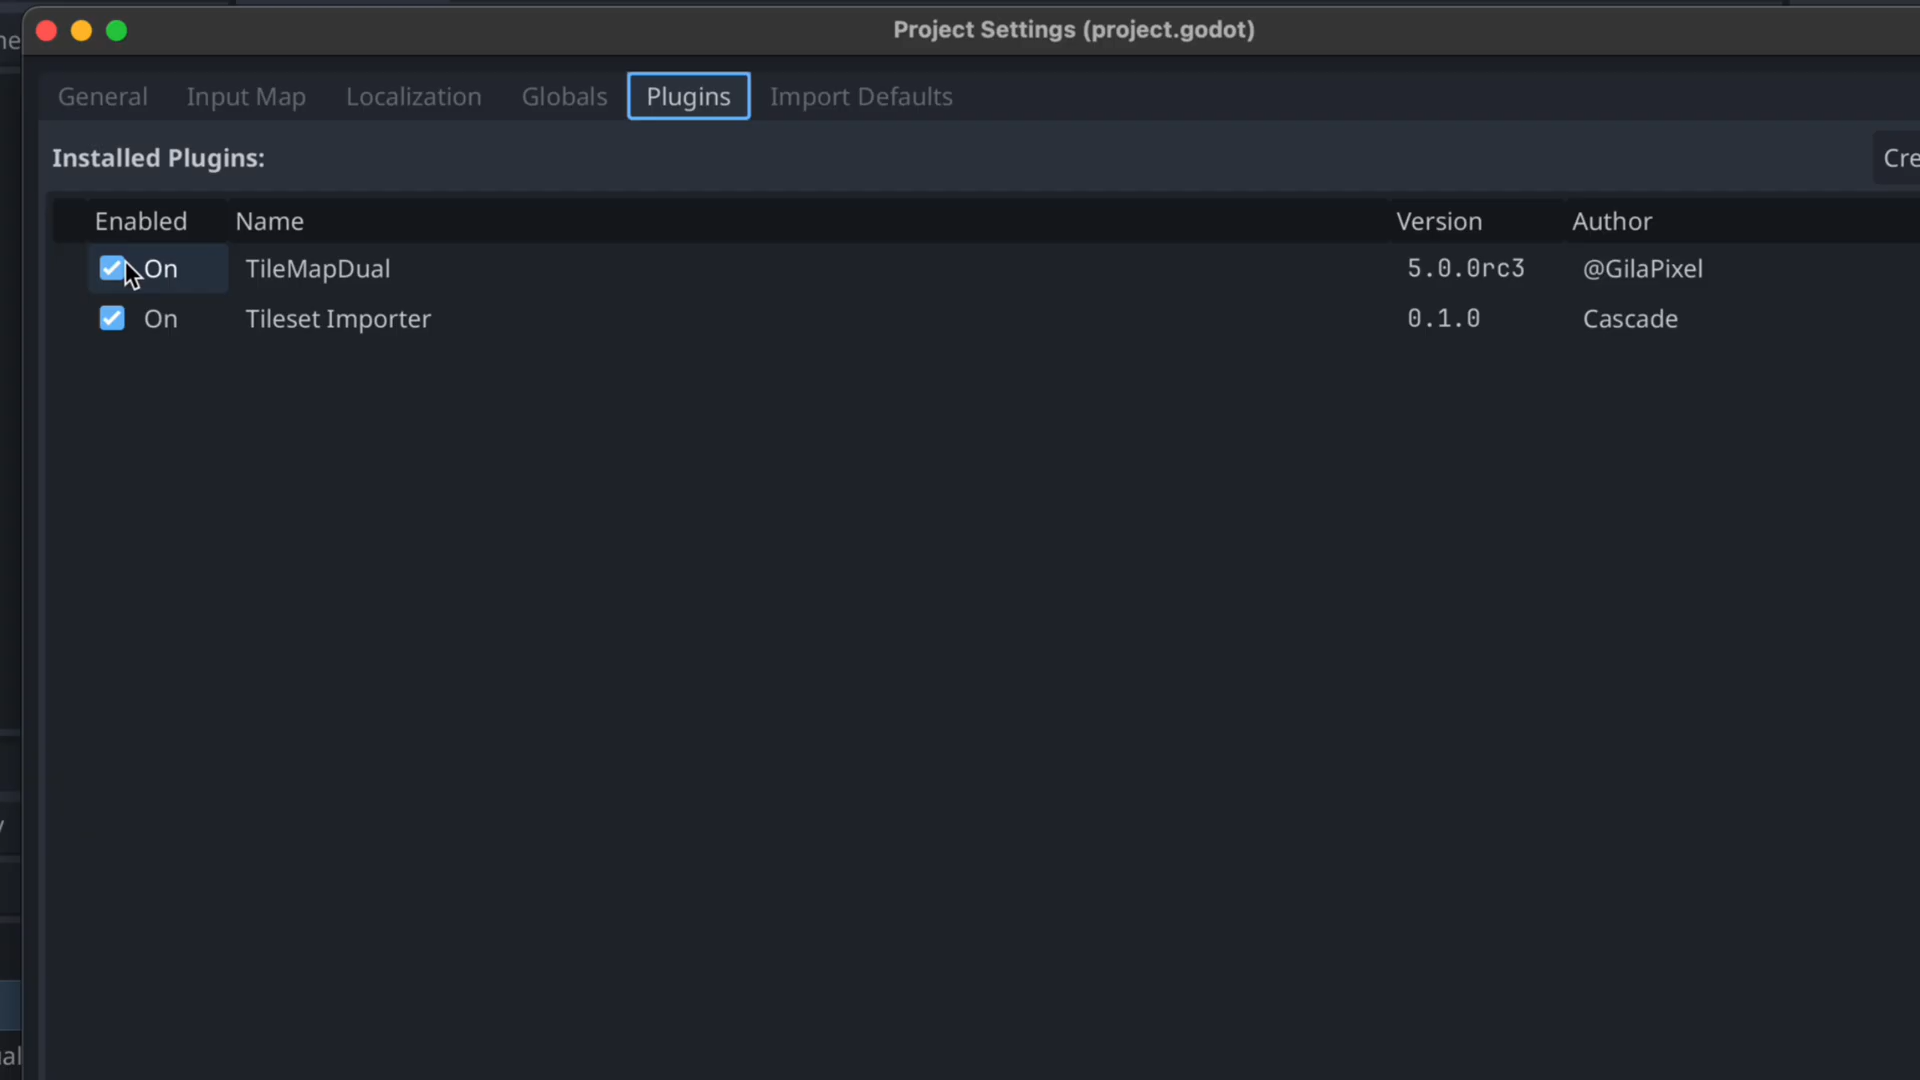 Project Settings (project.godot)
General Input Map Localization Globals Plugins Import Defaults
Installed Plugins:
Enabled Name Version Author
On TileMapDual 5.0.0rc3 @GilaPixel
On Tileset Importer 0.1.0 Cascade